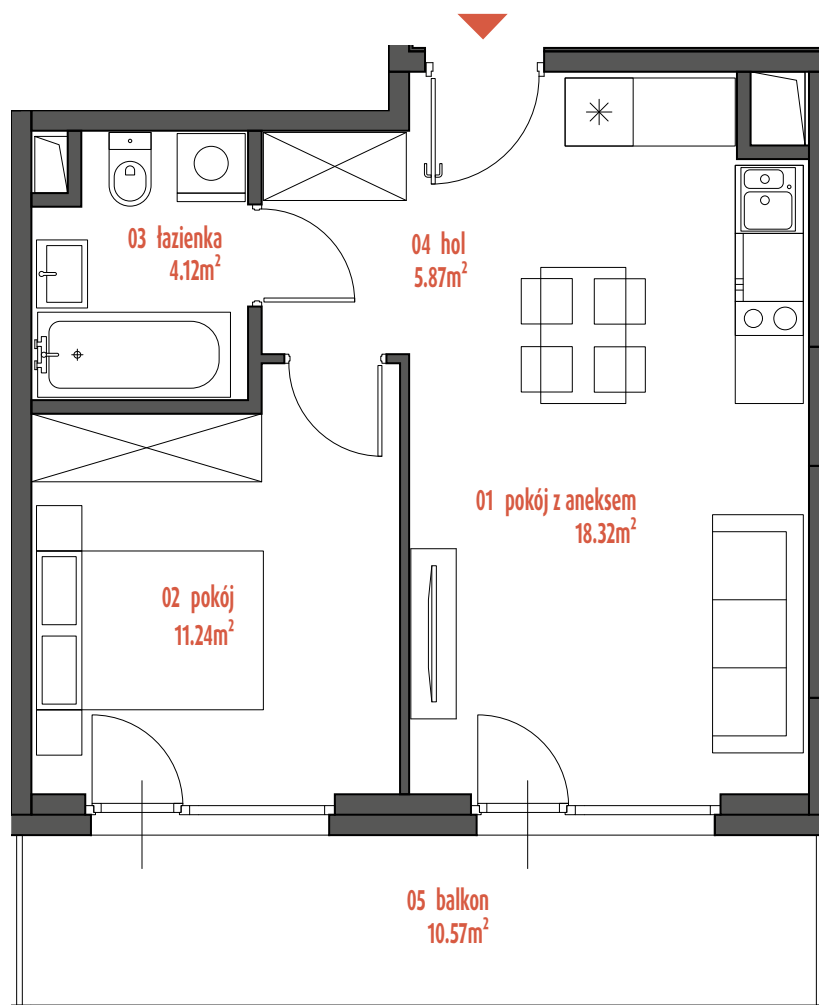 03 łazienka
4.12m²
04 hol
5.87m²
01 pokój z aneksem
18.32m²
02 pokój
11.24m²
05 balkon
10.57m²